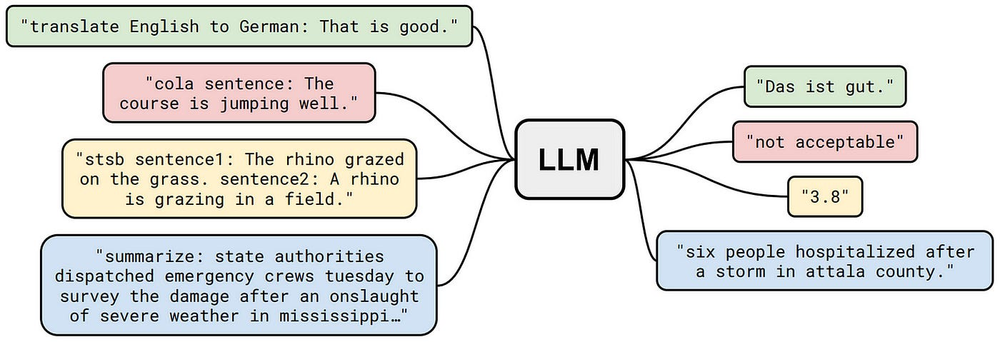 "translate English to German: That is good."
"cola sentence: The
course is jumping well."
"stsb sentence1: The rhino grazed
on the grass. sentence2: A rhino
is grazing in a field."
"summarize: state authorities
dispatched emergency crews tuesday to
survey the damage after an onslaught
of severe weather in mississippi…"
LLM
"Das ist gut."
"not acceptable"
"3.8"
"six people hospitalized after
a storm in attala county."